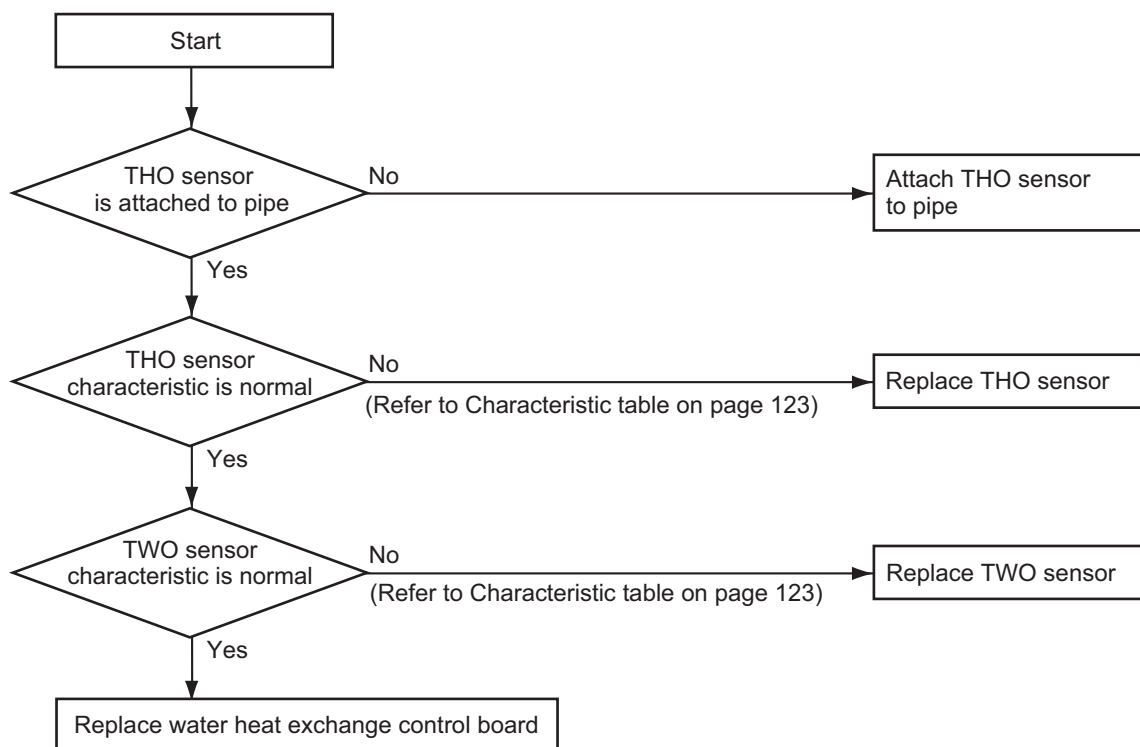 Start
THO sensor
is attached to pipe
No
Attach THO sensor
to pipe
Yes
THO sensor
characteristic is normal
No
(Refer to Characteristic table on page 123)
Replace THO sensor
Yes
TWO sensor
characteristic is normal
No
(Refer to Characteristic table on page 123)
Replace TWO sensor
Yes
Replace water heat exchange control board